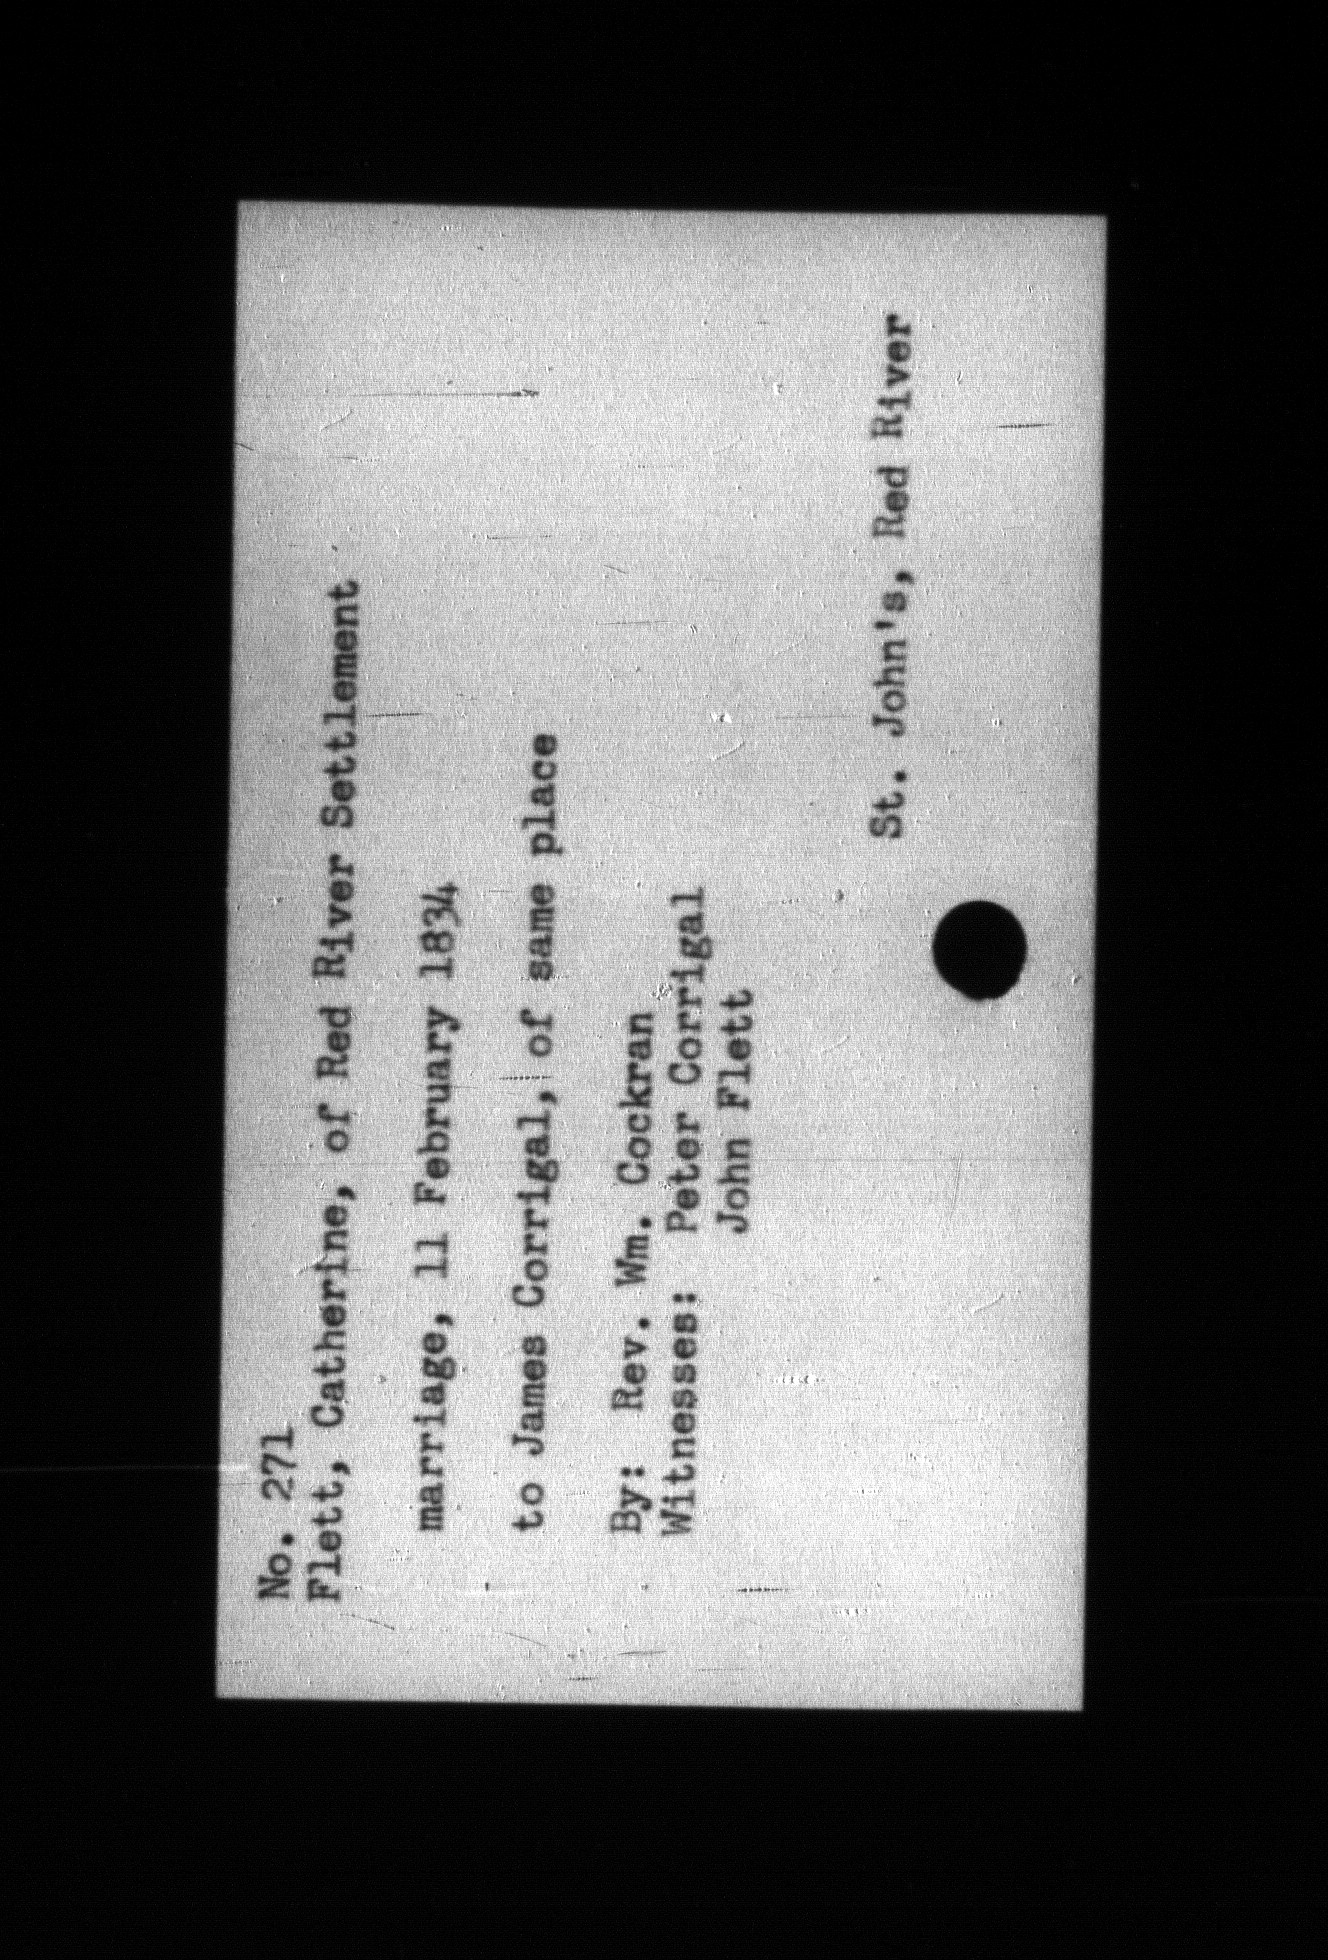 No. 271
Flett, Catherine, of Red River Settlement
marriage, 11 February 1834
to James Corrigal, of same place
By: Rev. Wm. Cockran
Witnesses: Peter Corrigal
John Flett
St. John's, Red River